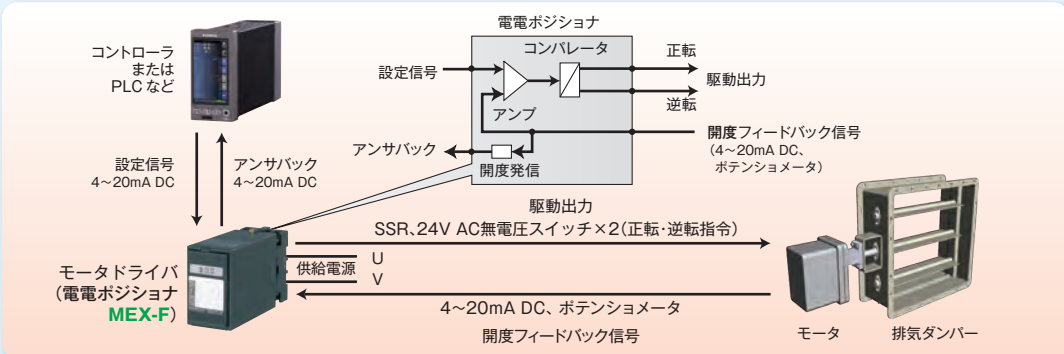 電電ポジショナ
コンパレータ
設定信号
正転
駆動出力
逆転
アンプ
開度フィードバック信号
(4〜20mA DC、
ポテンショメータ)
アンサバック
開度発信
コントローラ
または
PLC など
設定信号
4〜20mA DC
アンサバック
4〜20mA DC
駆動出力
SSR、24V AC無電圧スイッチ×2(正転・逆転指令)
モータドライバ
(電電ポジショナ
MEX-F)
供給電源
U
V
4〜20mA DC、ポテンショメータ
開度フィードバック信号
モータ
排気ダンパー